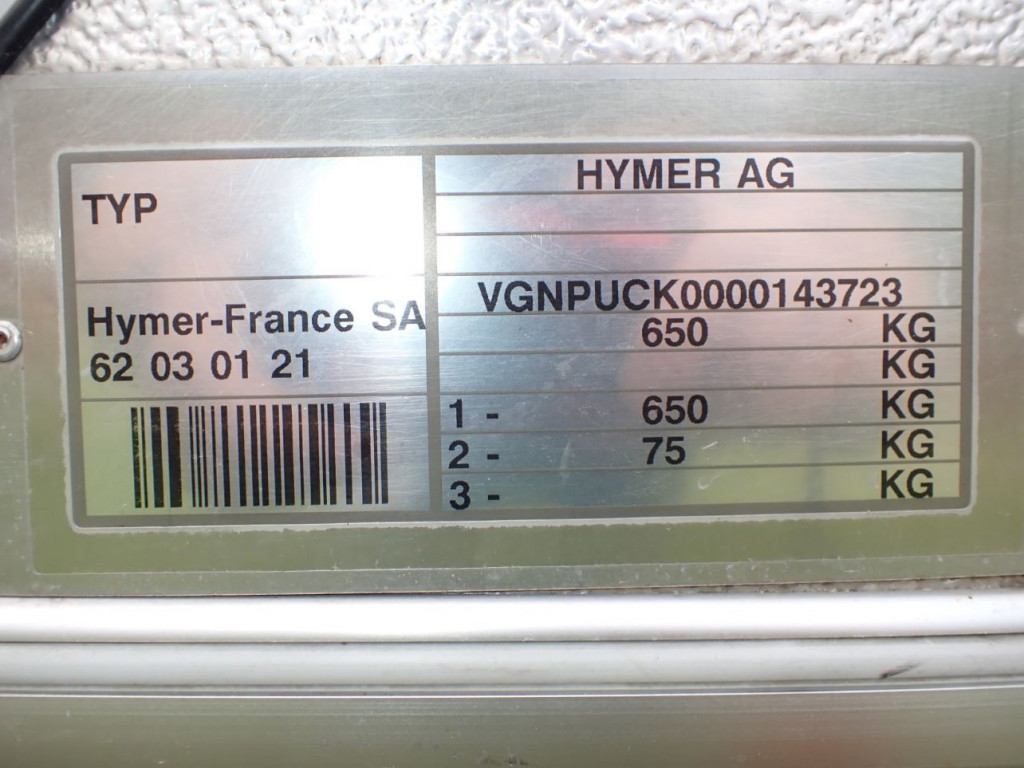 TYP
Hymer-France SA
62 03 01 21
HYMER AG
VGNPUCK0000143723
650 KG
KG
1 - 650 KG
2 - 75 KG
3 - KG